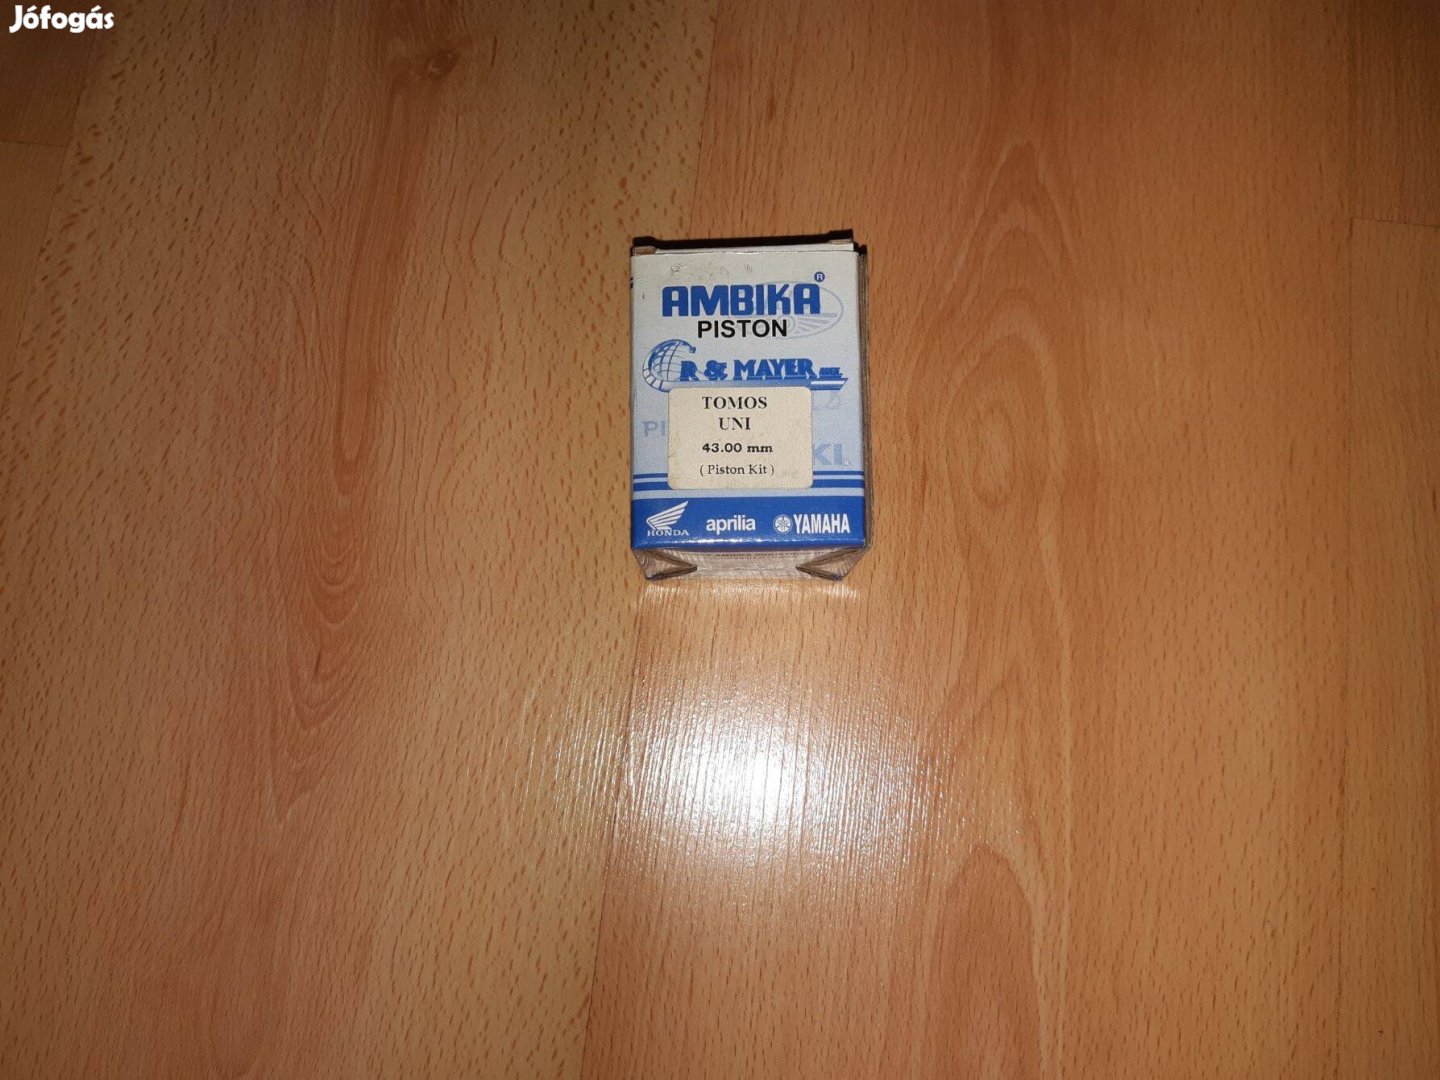 Jófogás
AMBIKA ®
PISTON
R & MAYER
TOMOS
UNI
43.00 mm
( Piston Kit )
HONDA aprilia YAMAHA